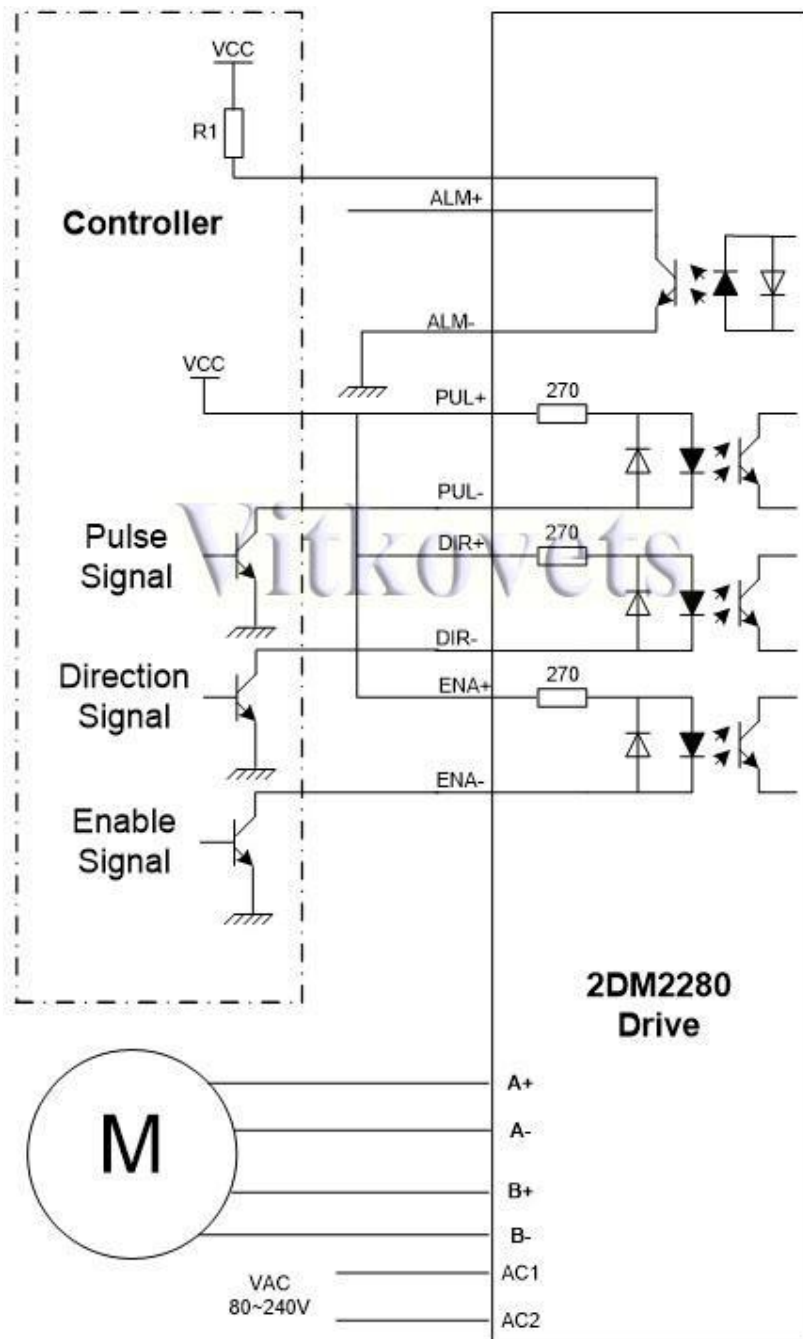 VCC
R1
ALM+
Controller
ALM-
VCC
PUL+
270
PUL-
Vitkovets
Pulse
Signal
DIR+
270
DIR-
Direction
Signal
ENA+
270
ENA-
Enable
Signal
2DM2280
Drive
M
A+
A-
B+
B-
VAC
80~240V
AC1
AC2